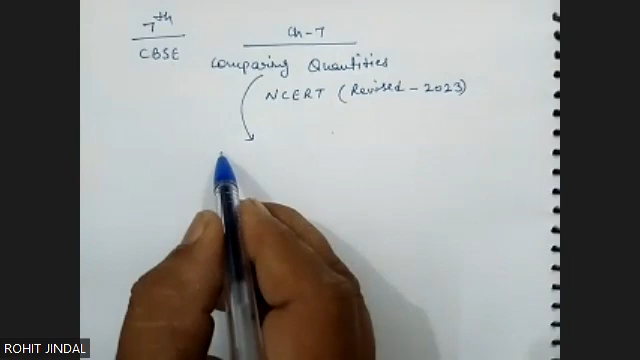 7th
CBSE
Ch-7
Comparing Quantities
NCERT (Revised - 2023)
ROHIT JINDAL